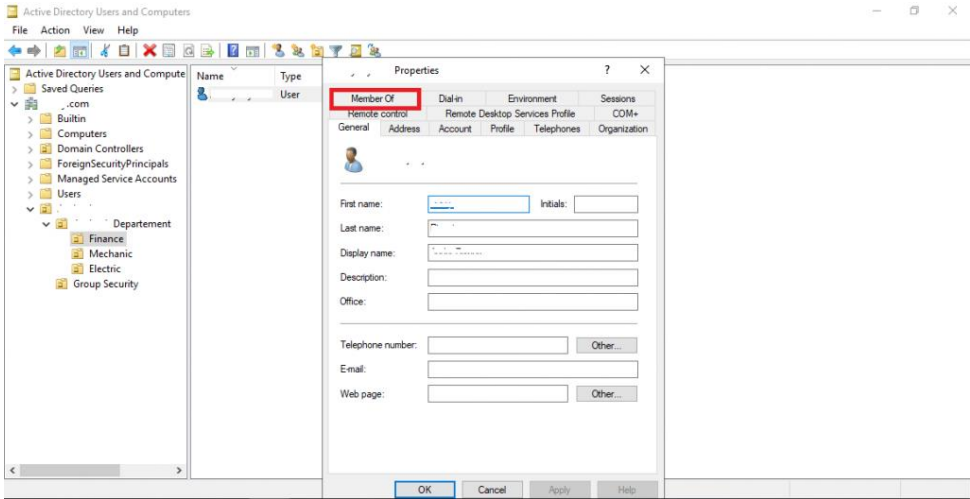 Active Directory Users and Computers
File Action View Help
Active Directory Users and Compute
Saved Queries
.com
Builtin
Computers
Domain Controllers
ForeignSecurityPrincipals
Managed Service Accounts
Users
Departement
Finance
Mechanic
Electric
Group Security
Name Type
User
Properties ?
Member Of Dial-in Environment Sessions
Remote control Remote Desktop Services Profile COM+
General Address Account Profile Telephones Organization
First name: Initials:
Last name:
Display name:
Description:
Office:
Telephone number: Other...
E-mail:
Web page: Other...
OK Cancel Apply Help